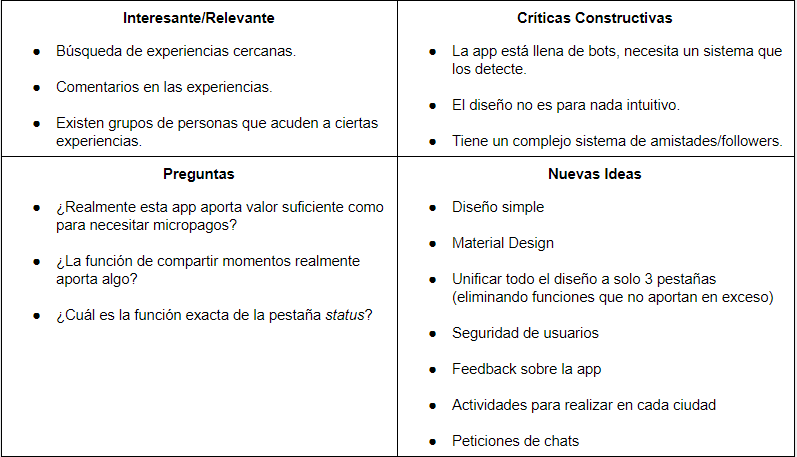 Interesante/Relevante
● Búsqueda de experiencias cercanas.
● Comentarios en las experiencias.
● Existen grupos de personas que acuden a ciertas
experiencias.
Críticas Constructivas
● La app está llena de bots, necesita un sistema que
los detecte.
● El diseño no es para nada intuitivo.
● Tiene un complejo sistema de amistades/followers.
Preguntas
● ¿Realmente esta app aporta valor suficiente como
para necesitar micropagos?
● ¿La función de compartir momentos realmente
aporta algo?
● ¿Cuál es la función exacta de la pestaña status?
Nuevas Ideas
● Diseño simple
● Material Design
● Unificar todo el diseño a solo 3 pestañas
(eliminando funciones que no aportan en exceso)
● Seguridad de usuarios
● Feedback sobre la app
● Actividades para realizar en cada ciudad
● Peticiones de chats